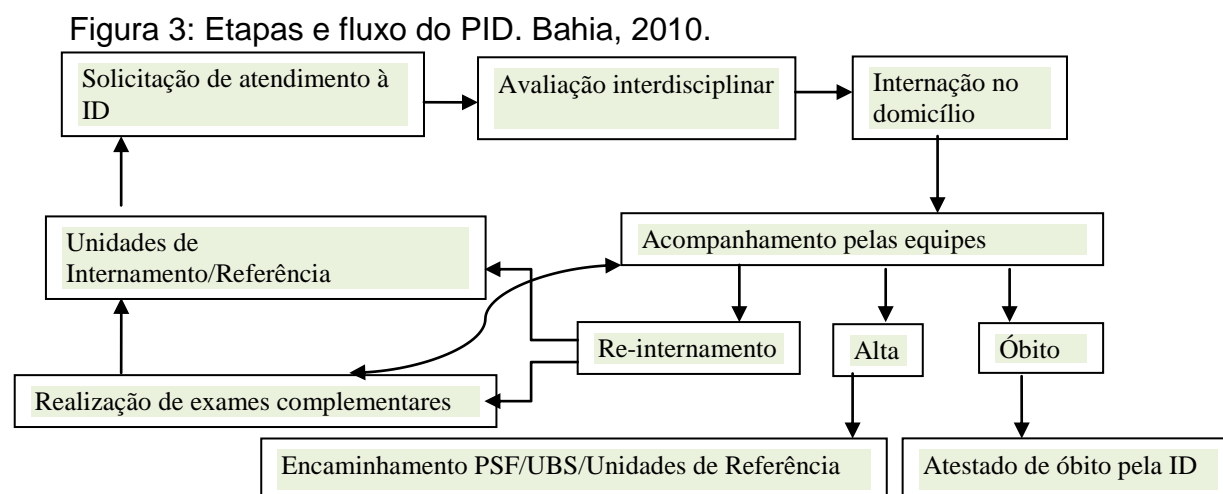 Figura 3: Etapas e fluxo do PID. Bahia, 2010.
Solicitação de atendimento à
ID
Avaliação interdisciplinar
Internação no
domicílio
Unidades de
Internamento/Referência
Acompanhamento pelas equipes
Re-internamento
Alta
Óbito
Realização de exames complementares
Encaminhamento PSF/UBS/Unidades de Referência
Atestado de óbito pela ID